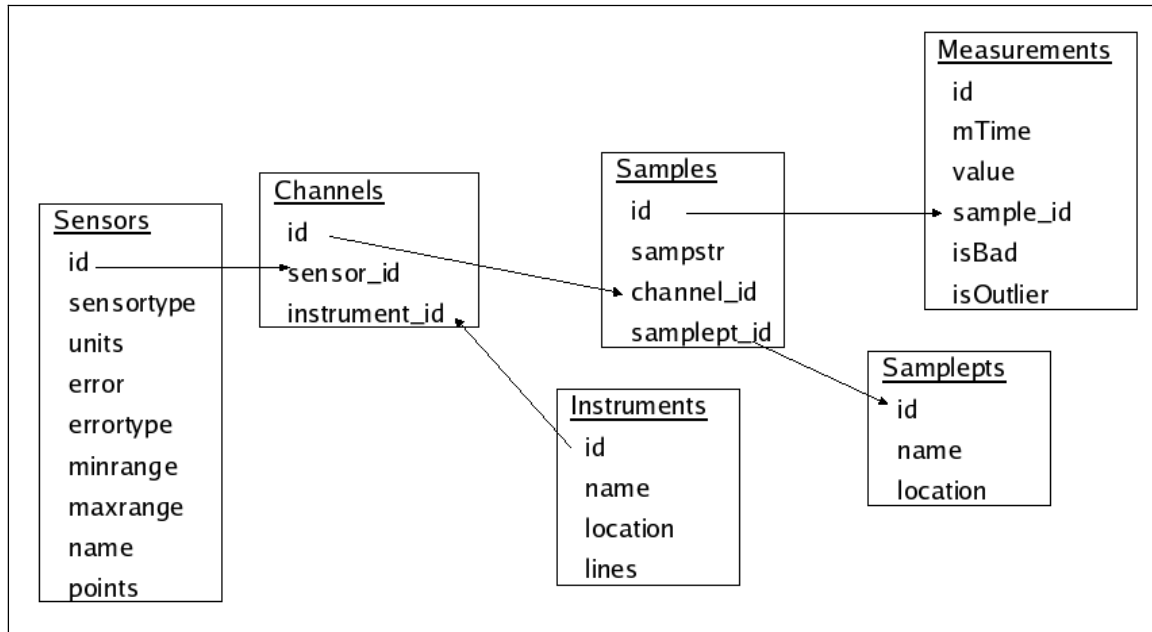 Sensors
id
sensortype
units
error
errortype
minrange
maxrange
name
points
Channels
id
sensor_id
instrument_id
Samples
id
sampstr
channel_id
samplept_id
Instruments
id
name
location
lines
Measurements
id
mTime
value
sample_id
isBad
isOutlier
Samplepts
id
name
location